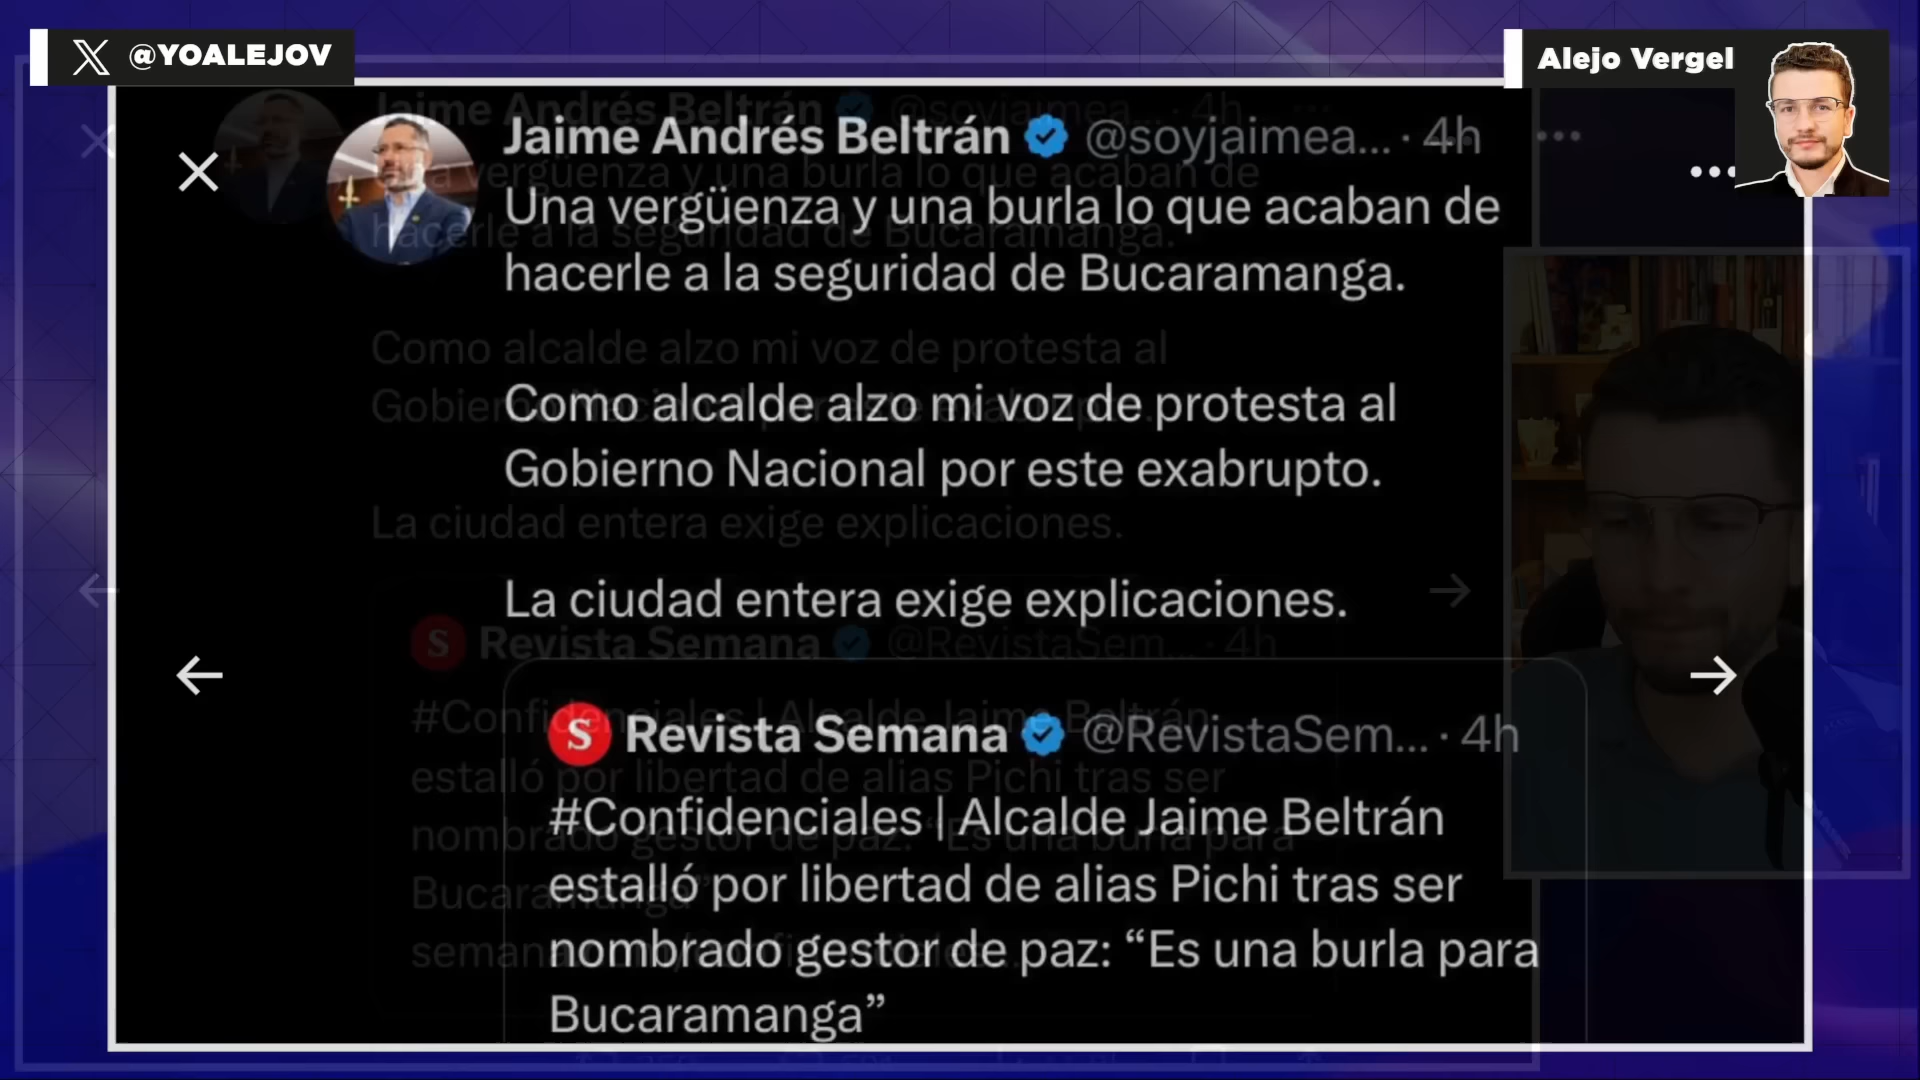 @YOALEJOV
Alejo Vergel
Jaime Andrés Beltrán @soyjaimea... · 4h
Una vergüenza y una burla lo que acaban de
hacerle a la seguridad de Bucaramanga.
Como alcalde alzo mi voz de protesta al
Gobierno Nacional por este exabrupto.
La ciudad entera exige explicaciones.
Revista Semana @RevistaSem... · 4h
#Confidenciales | Alcalde Jaime Beltrán
estalló por libertad de alias Pichi tras ser
nombrado gestor de paz: “Es una burla para
Bucaramanga”